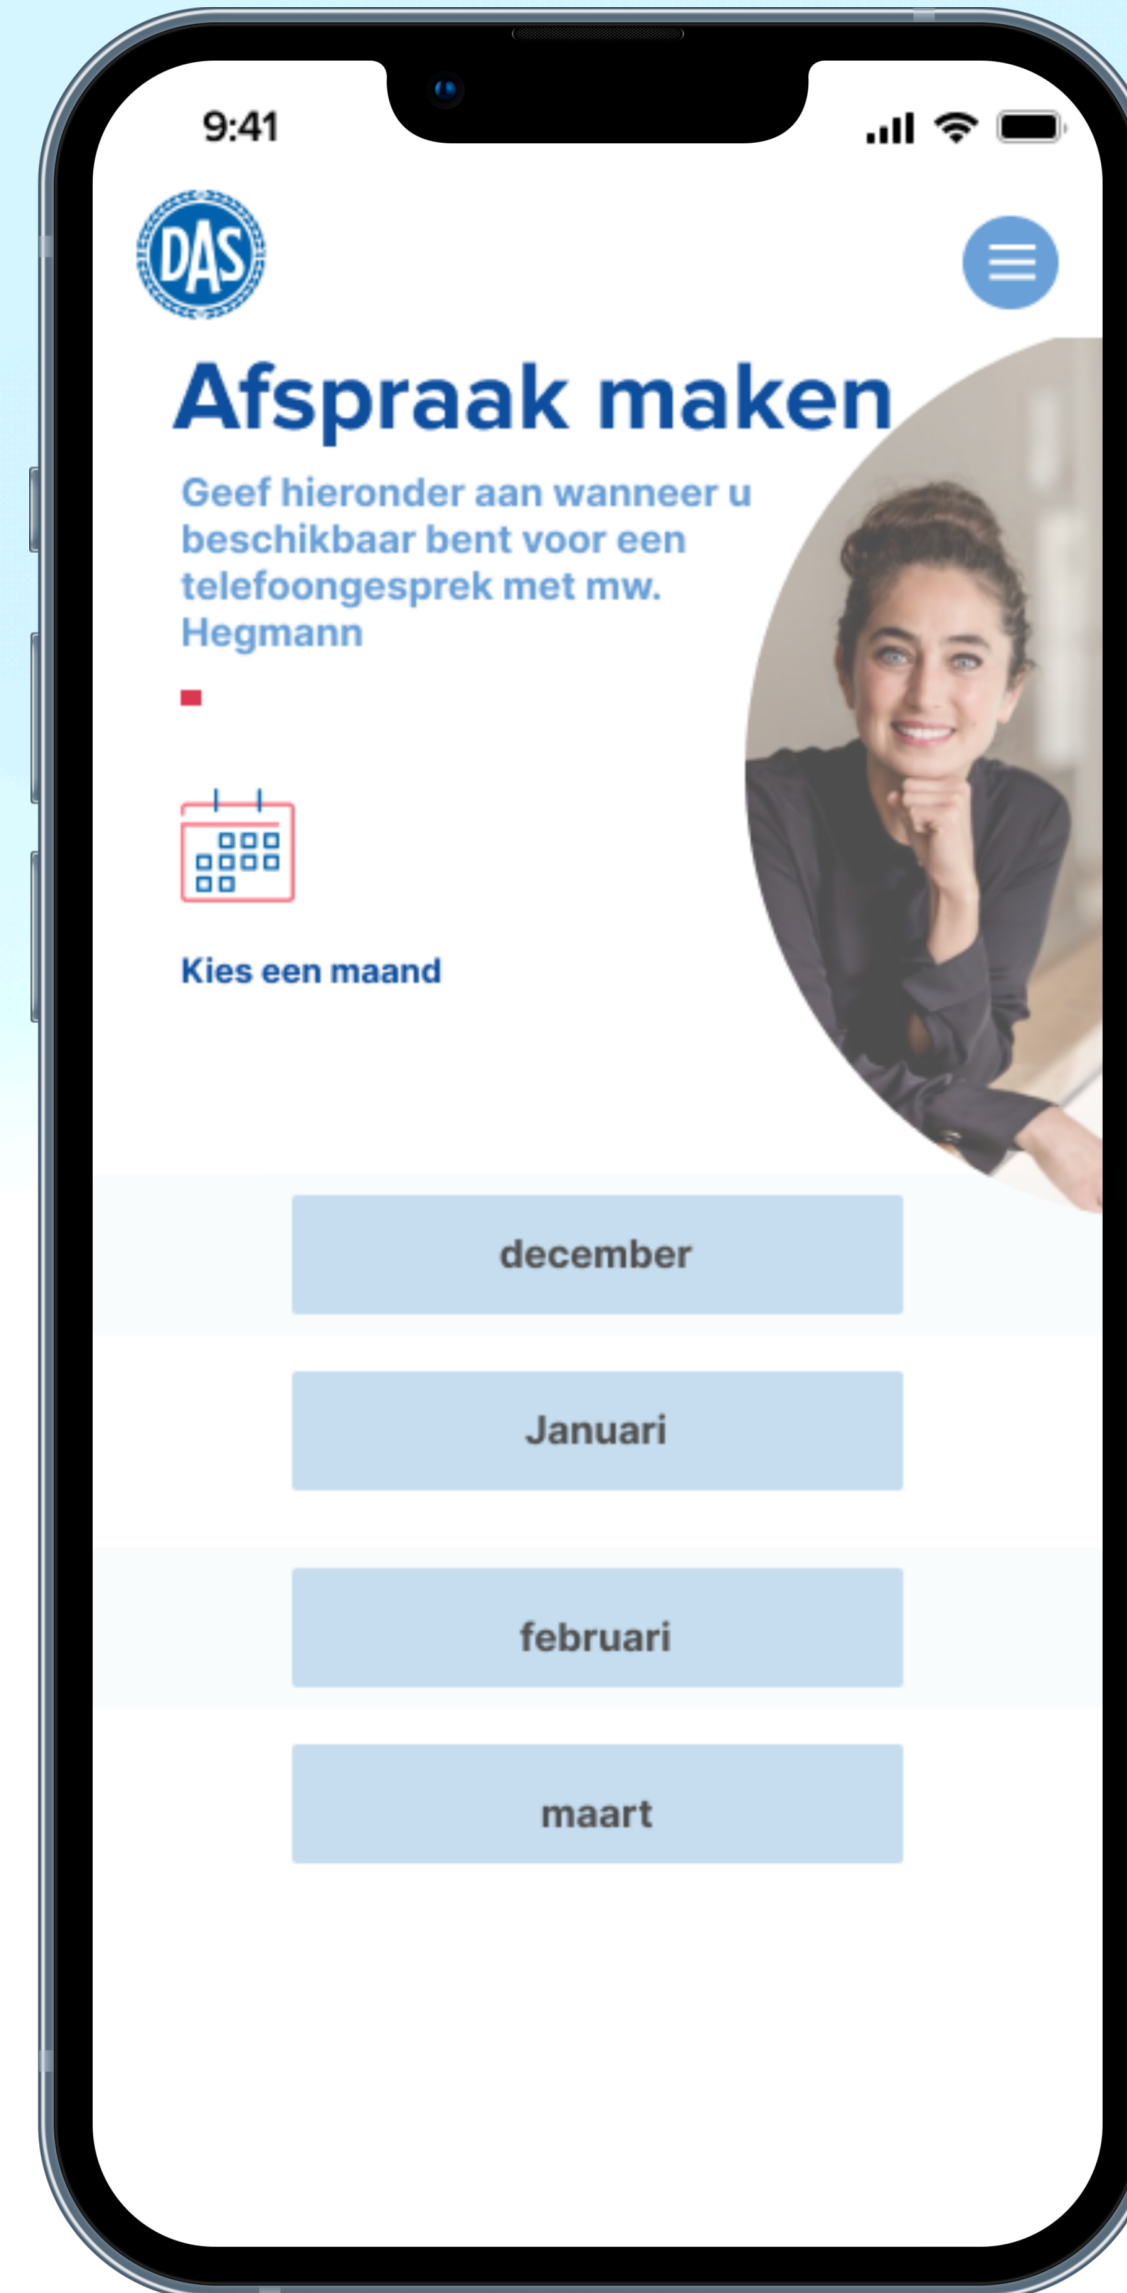 9:41
DAS
Afspraak maken
Geef hieronder aan wanneer u
beschikbaar bent voor een
telefoongesprek met mw.
Hegmann
Kies een maand
december
Januari
februari
maart